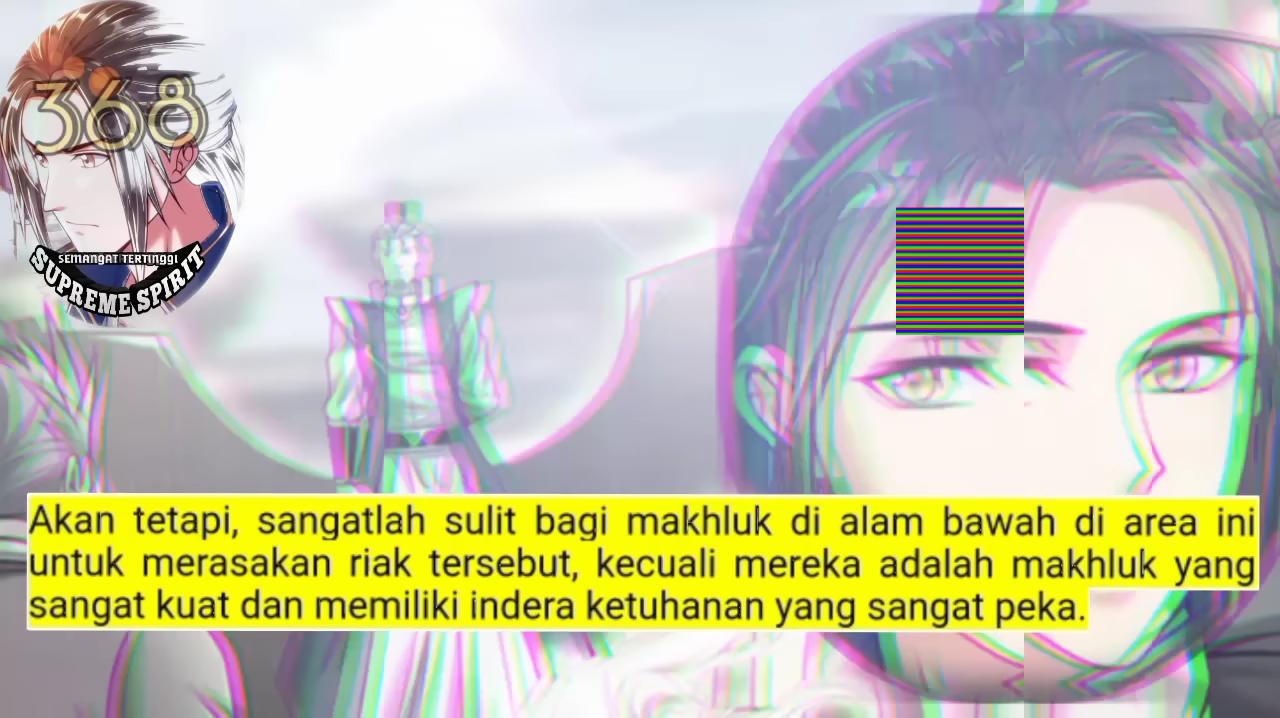 368
SEMANGAT TERTINGGI
SUPREME SPIRIT
Akan tetapi, sangatlah sulit bagi makhluk di alam bawah di area ini
untuk merasakan riak tersebut, kecuali mereka adalah makhluk yang
sangat kuat dan memiliki indera ketuhanan yang sangat peka.